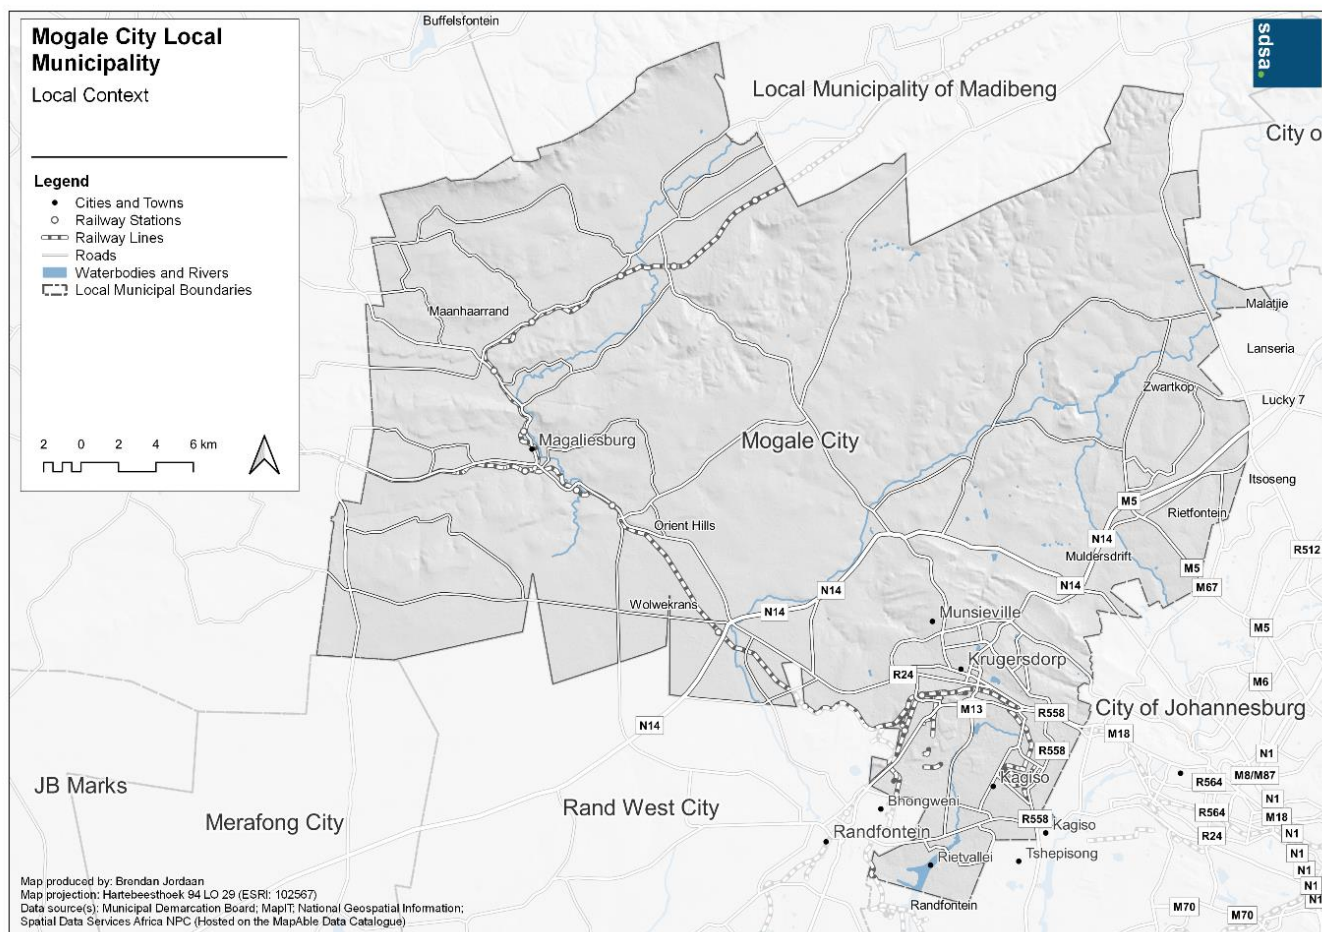 Mogale City Local
Municipality
Local Context
Legend
Cities and Towns
Railway Stations
Railway Lines
Roads
Waterbodies and Rivers
Local Municipal Boundaries
2 0 2 4 6 km
Buffelsfontein
sdsa.
Local Municipality of Madibeng
City o
Malatjie
Maanhaarrand
Lanseria
Zwartkop
Lucky 7
Magaliesburg
Mogale City
Itsoseng
M5
Rietfontein
Orient Hills
N14
R512
Muldersdrift
M5
N14
M67
N14
Wolwekrans
N14
Munsieville
M5
Krugersdorp
R24
M6
M13
R558
City of Johannesburg
N14
M18
R558
N1
JB Marks
Kagiso
R564
M8/M87
Rand West City
Bhongweni
N1
Merafong City
R558
Kagiso
R564
M18
Randfontein
R24
N1
Rietvallei
Tshepisong
N1
N1
N1
N1
Randfontein
M70
M70
Map produced by: Brendan Jordaan
Map projection: Hartebeesthoek 94 LO 29 (ESRI: 102567)
Data source(s): Municipal Demarcation Board; MapIT; National Geospatial Information;
Spatial Data Services Africa NPC (Hosted on the MapAble Data Catalogue)